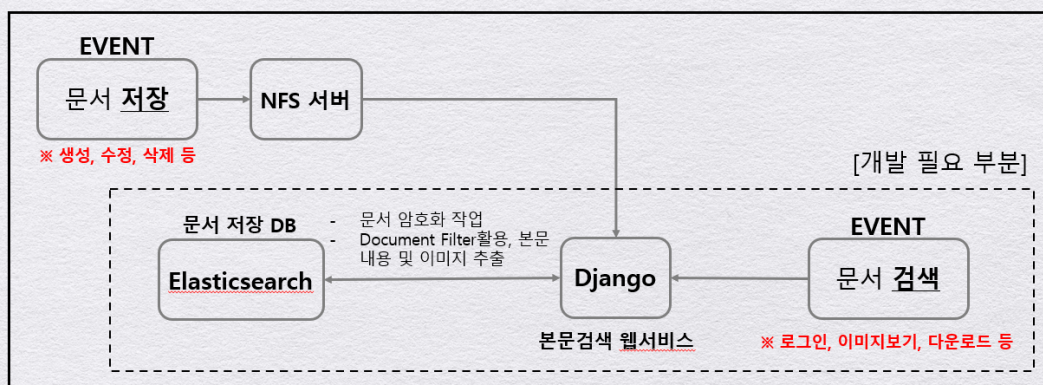 EVENT
문서 저장
NFS 서버
※ 생성, 수정, 삭제 등
[개발 필요 부분]
문서 저장 DB
- 문서 암호화 작업
- Document Filter활용, 본문
내용 및 이미지 추출
EVENT
Elasticsearch
Django
문서 검색
본문검색 웹서비스
※ 로그인, 이미지보기, 다운로드 등